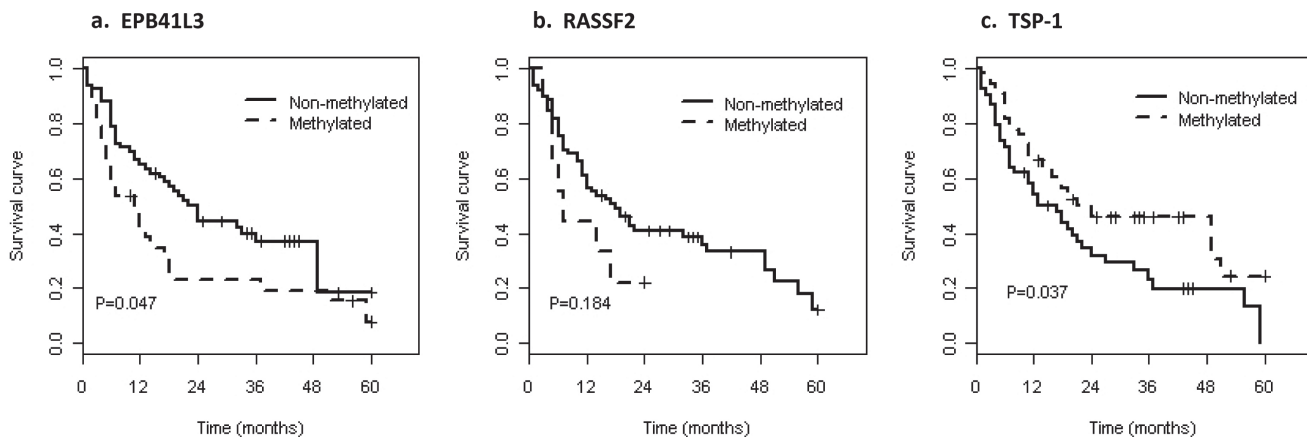 a. EPB41L3
Survival curve
1.0
0.8
0.6
0.4
0.2
0.0
Non-methylated
Methylated
P=0.047
0 12 24 36 48 60
Time (months)
b. RASSF2
Survival curve
1.0
0.8
0.6
0.4
0.2
0.0
Non-methylated
Methylated
P=0.184
0 12 24 36 48 60
Time (months)
c. TSP-1
Survival curve
1.0
0.8
0.6
0.4
0.2
0.0
Non-methylated
Methylated
P=0.037
0 12 24 36 48 60
Time (months)